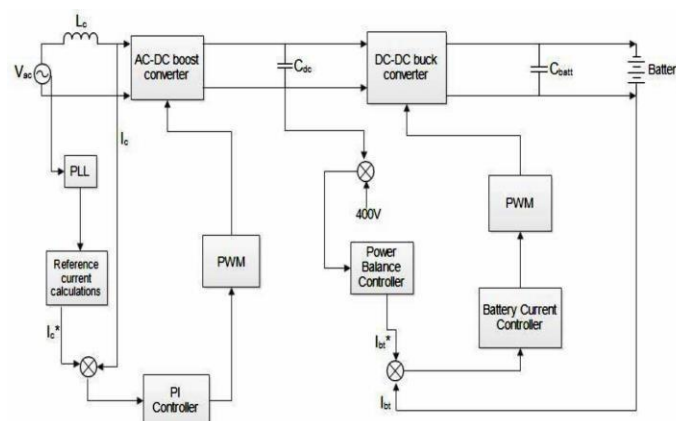 Lc
Vac
AC-DC boost
converter
Cdc
DC-DC buck
converter
Cbatt
Batter
Ic
PLL
400V
PWM
Reference
current
calculations
PWM
Power
Balance
Controller
Battery Current
Controller
Ic*
Ibt*
PI
Controller
Ibt